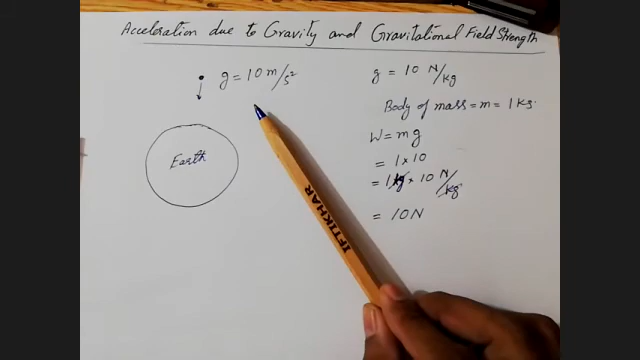 Acceleration due to Gravity and Gravitational Field Strength
g = 10 m/s²
Earth
g = 10 N/kg
Body of mass = m = 1 kg.
W = mg
= 1 × 10
= 1kg × 10 N/kg
= 10N
IFTIKHAR